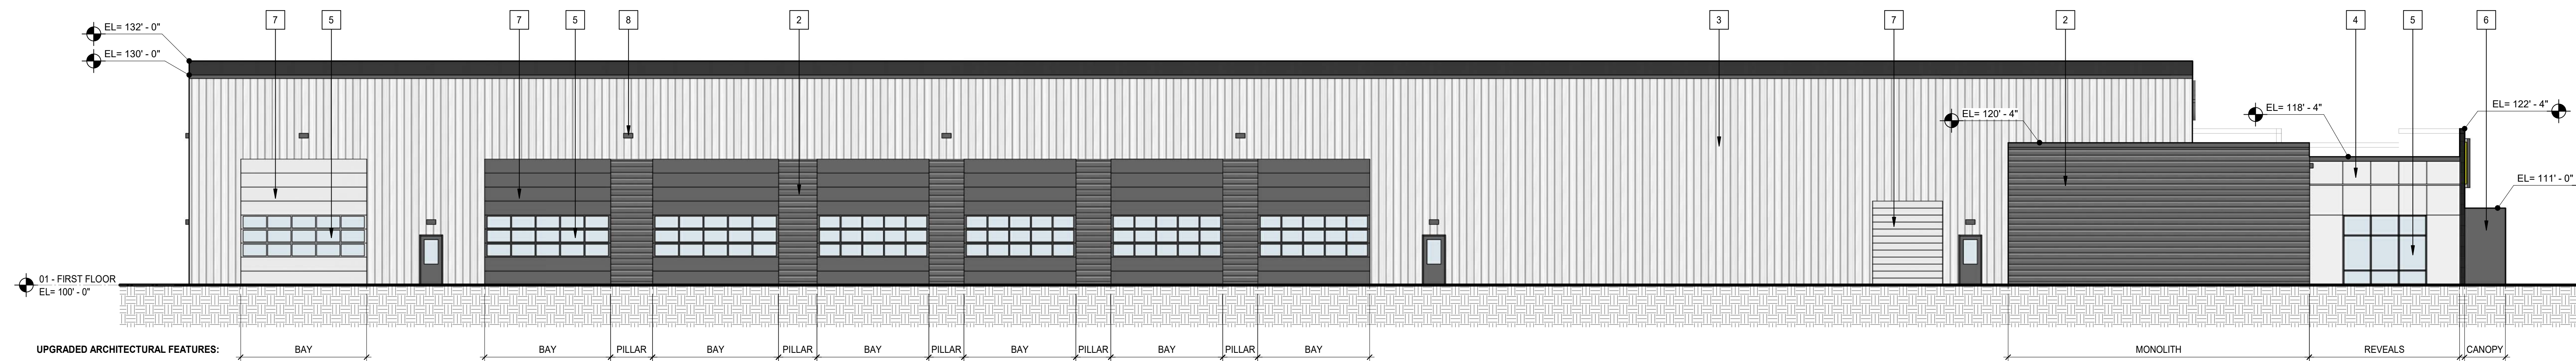 7
5
7
5
8
2
3
7
2
4
5
6
EL= 132' - 0"
EL= 130' - 0"
EL= 120' - 4"
EL= 118' - 4"
EL= 122' - 4"
EL= 111' - 0"
01 - FIRST FLOOR
EL= 100' - 0"
UPGRADED ARCHITECTURAL FEATURES:
BAY
BAY
PILLAR
BAY
PILLAR
BAY
PILLAR
BAY
PILLAR
BAY
PILLAR
BAY
MONOLITH
REVEALS
CANOPY